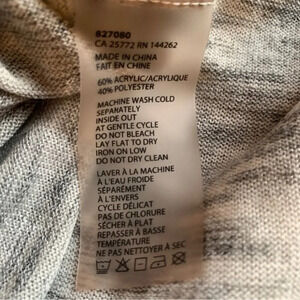 827080
CA 25772 RN 144262
MADE IN CHINA
FAIT EN CHINE
60% ACRYLIC/ACRYLIQUE
40% POLYESTER
MACHINE WASH COLD
SEPARATELY
INSIDE OUT
AT GENTLE CYCLE
DO NOT BLEACH
LAY FLAT TO DRY
IRON ON LOW
DO NOT DRY CLEAN
LAVER À LA MACHINE
À L'EAU FROIDE
SÉPARÉMENT
À L'ENVERS
CYCLE DÉLICAT
PAS DE CHLORURE
SÉCHER À PLAT
REPASSER À BASSE
TEMPÉRATURE
NE PAS NETTOYER À SEC